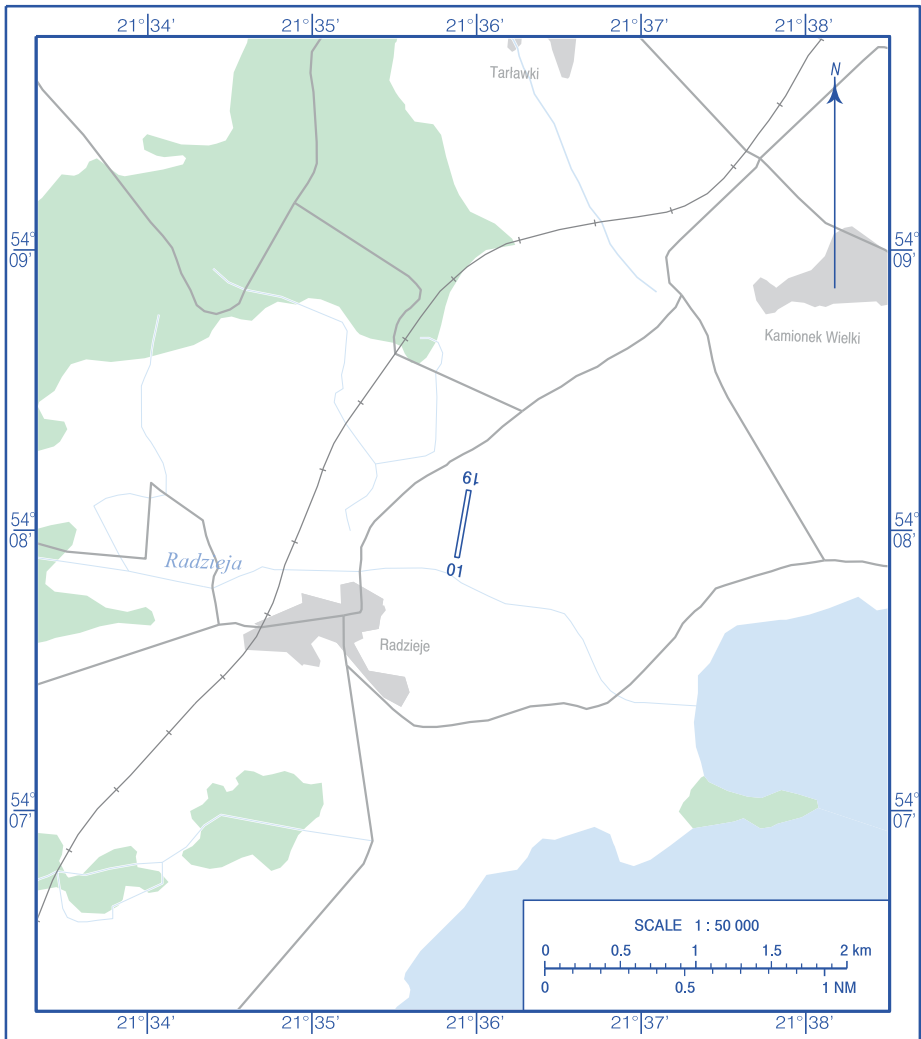 21°34' 21°35' 21°36' 21°37' 21°38'
Tarlawki
N
54° 09' 54° 09'
Kamionek Wielki
19
54° 08' 54° 08'
Radzieja
01
Radzieje
54° 07' 54° 07'
SCALE 1 : 50 000
0 0.5 1 1.5 2 km
0 0.5 1 NM
21°34' 21°35' 21°36' 21°37' 21°38'